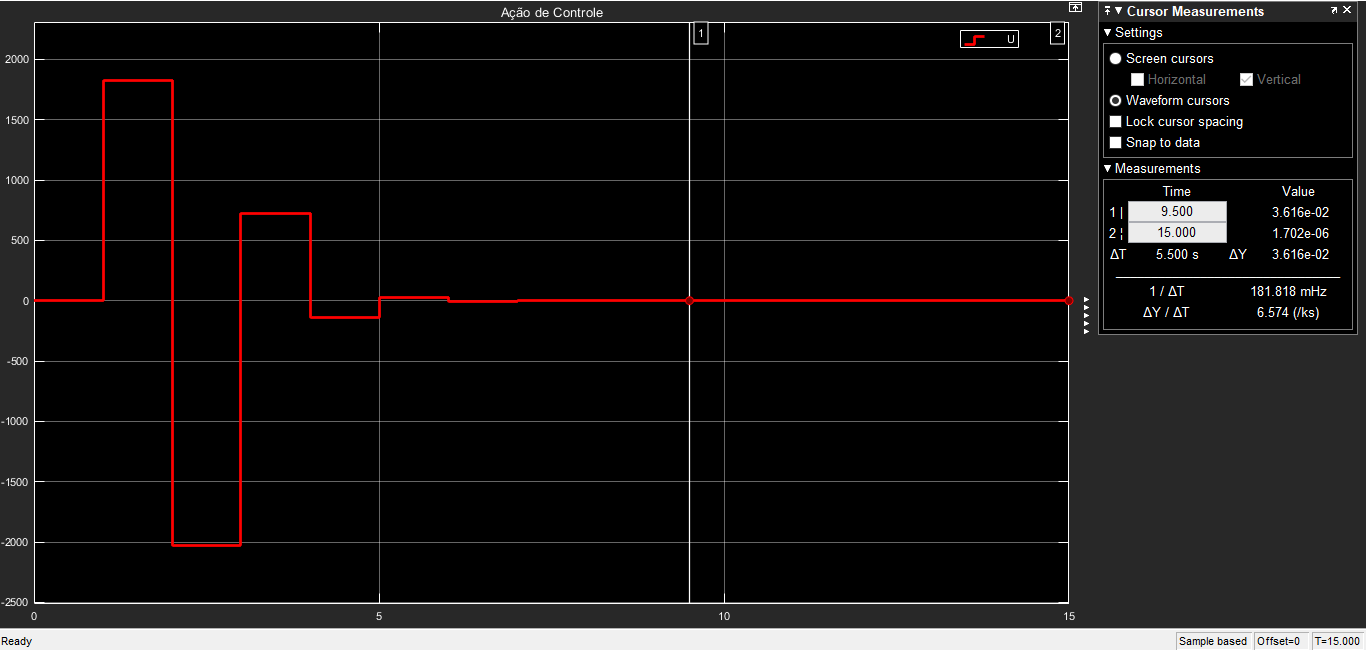 Ação de Controle
1
2
U
2000
1500
1000
500
0
-500
-1000
-1500
-2000
-2500
0
5
10
15
Cursor Measurements
Settings
Screen cursors
Horizontal
Vertical
Waveform cursors
Lock cursor spacing
Snap to data
Measurements
Time Value
1 | 9.500 3.616e-02
2 ¦ 15.000 1.702e-06
ΔT 5.500 s ΔY 3.616e-02
1 / ΔT 181.818 mHz
ΔY / ΔT 6.574 (/ks)
Ready
Sample based Offset=0 T=15.000